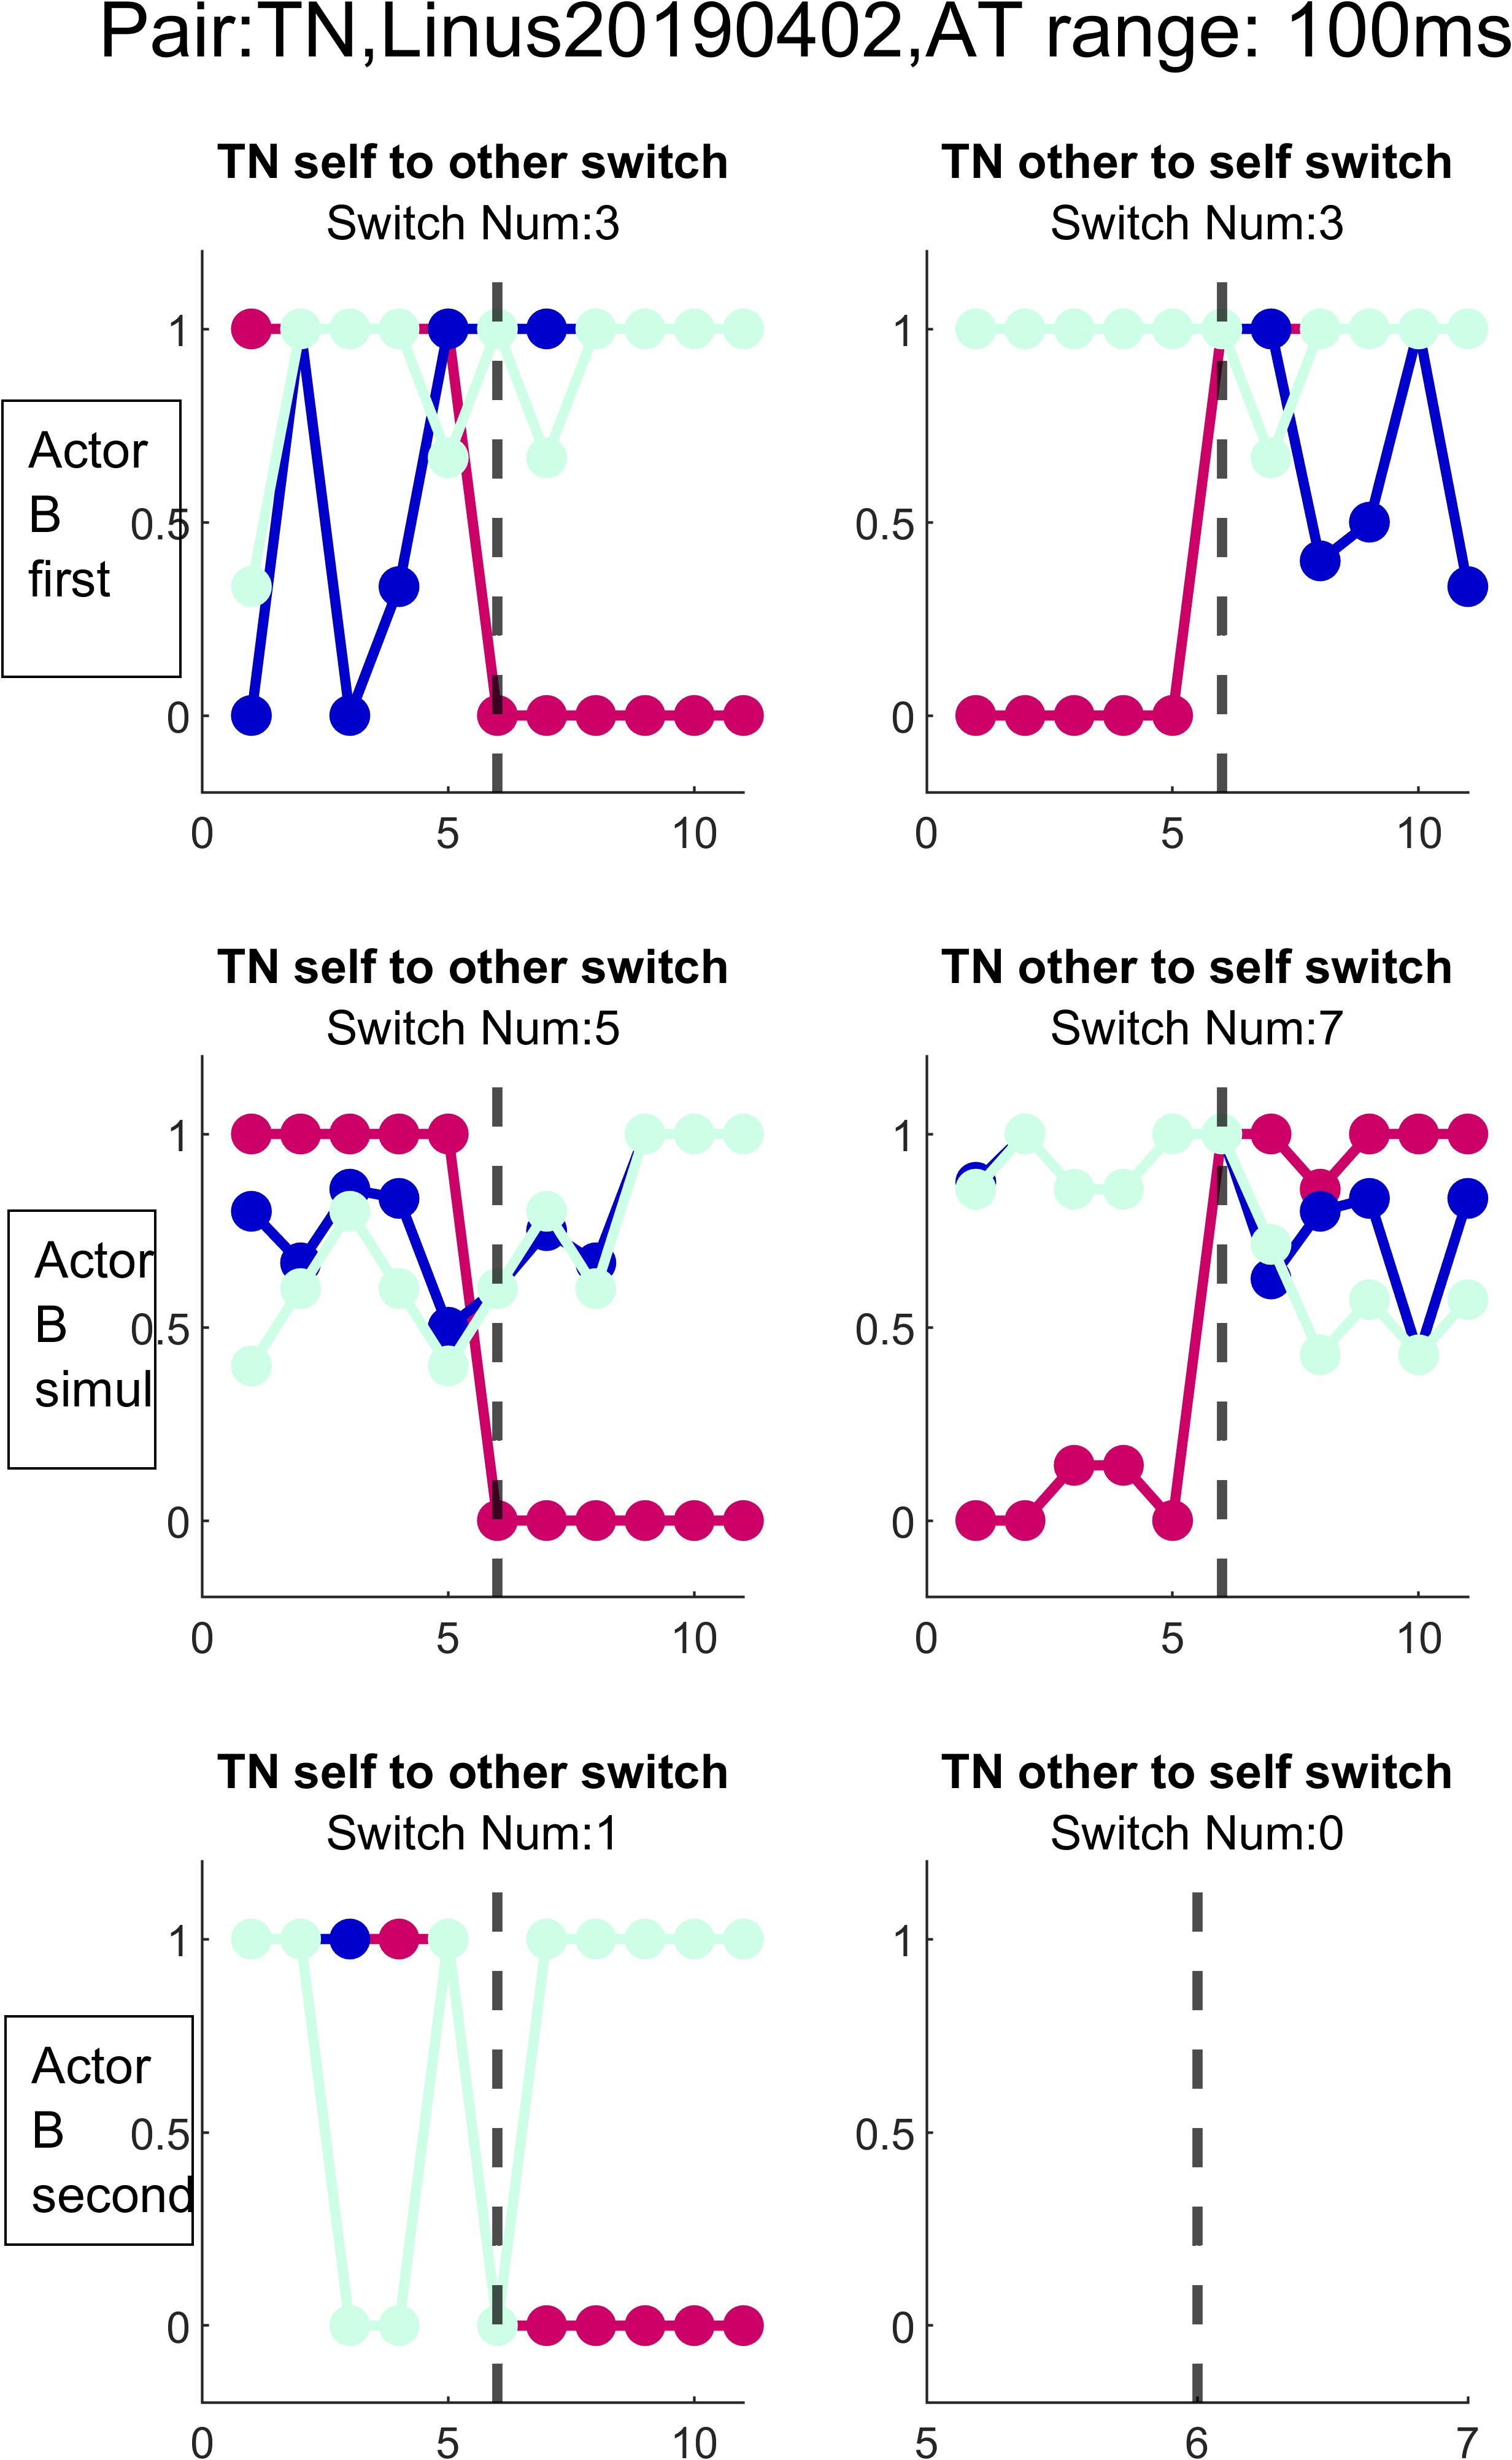 Pair:TN,Linus20190402,AT range: 100ms
TN self to other switch
Switch Num:3
TN other to self switch
Switch Num:3
Actor
B
first
1
0.5
0
0
5
10
1
0.5
0
0
5
10
TN self to other switch
Switch Num:5
TN other to self switch
Switch Num:7
Actor
B
simul
1
0.5
0
0
5
10
1
0.5
0
0
5
10
TN self to other switch
Switch Num:1
TN other to self switch
Switch Num:0
Actor
B
second
1
0.5
0
0
5
10
1
0.5
0
5
6
7